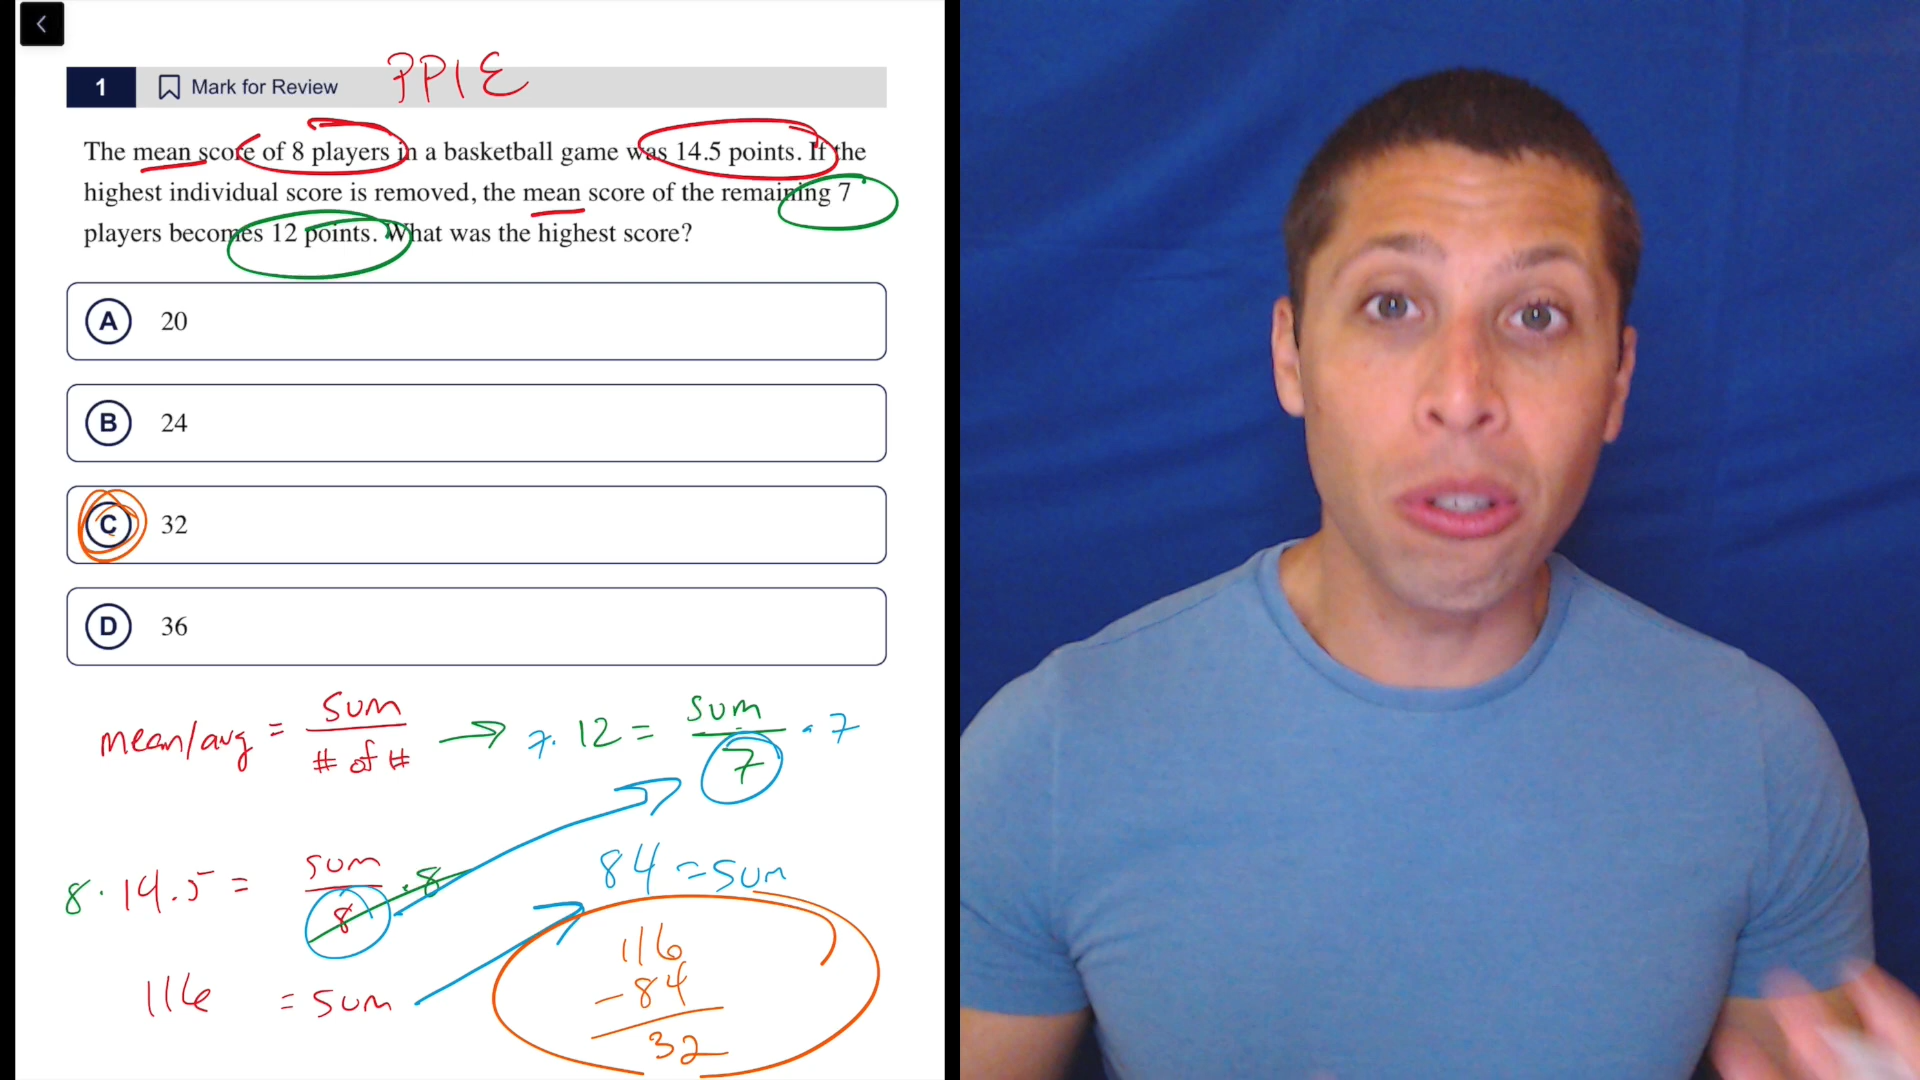 PPIE
1 Mark for Review
The mean score of 8 players in a basketball game was 14.5 points. If the
highest individual score is removed, the mean score of the remaining 7
players becomes 12 points. What was the highest score?
A 20
B 24
C 32
D 36
mean/avg = sum / # of # → 7 · 12 = sum / 7 · 7
8 · 14.5 = sum / 8 · 8
84 = sum
116 = sum
116
- 84
32